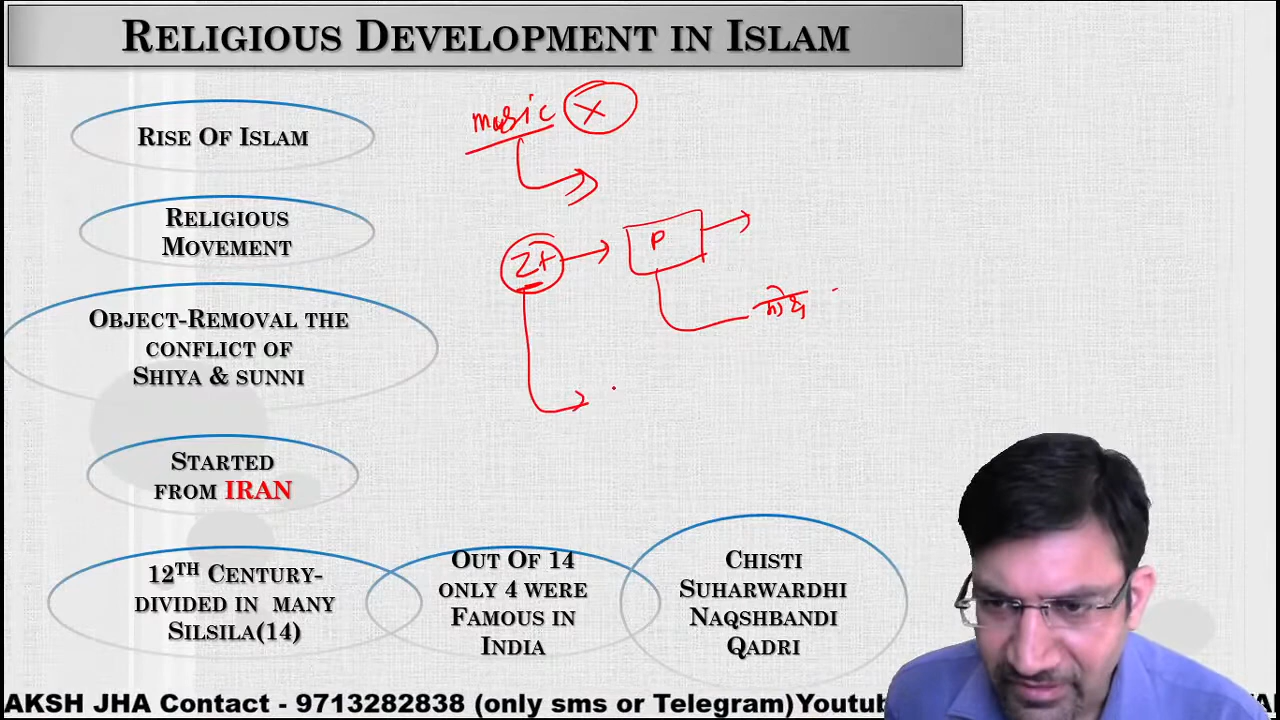 RELIGIOUS DEVELOPMENT IN ISLAM
music X
RISE OF ISLAM
RELIGIOUS
MOVEMENT
P
OBJECT-REMOVAL THE
CONFLICT OF
SHIYA & SUNNI
STARTED
FROM IRAN
12TH CENTURY-
DIVIDED IN MANY
SILSILA(14)
OUT OF 14
ONLY 4 WERE
FAMOUS IN
INDIA
CHISTI
SUHARWARDHI
NAQSHBANDI
QADRI
AKSH JHA Contact - 9713282838 (only sms or Telegram)Youtub